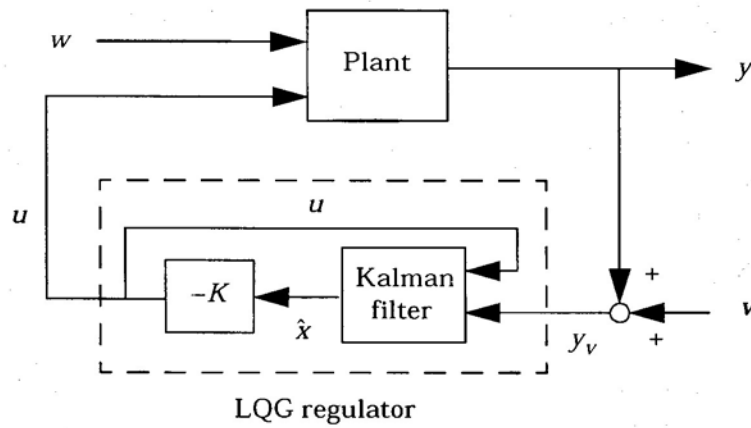 w
Plant
y
u
u
Kalman
filter
–K
x̂
+
+
y_v
v
LQG regulator